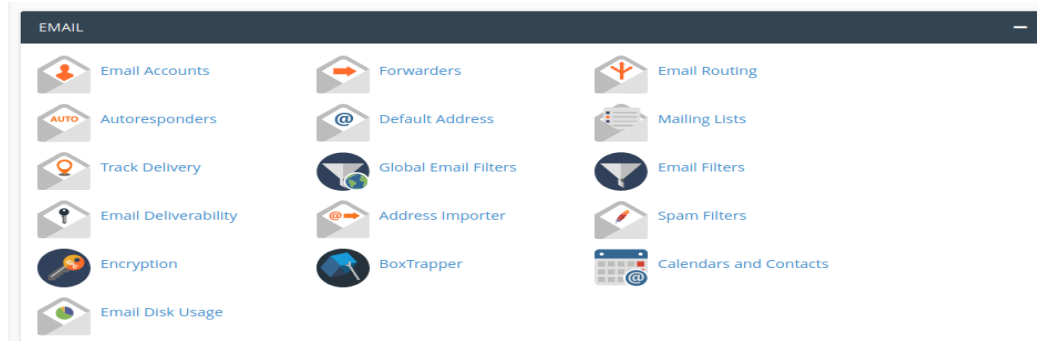 EMAIL
Email Accounts
Forwarders
Email Routing
AUTO
Autoresponders
@
Default Address
Mailing Lists
Track Delivery
Global Email Filters
Email Filters
Email Deliverability
@
Address Importer
Spam Filters
Encryption
BoxTrapper
@
Calendars and Contacts
Email Disk Usage